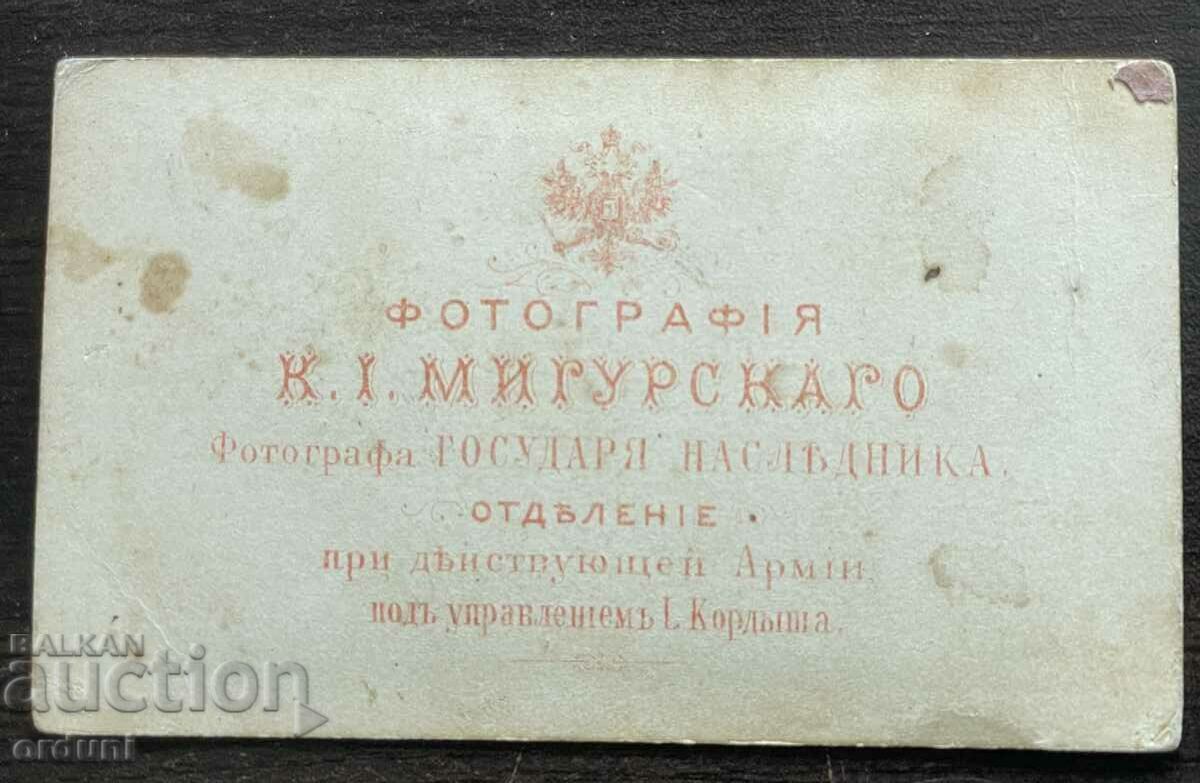 ФОТОГРАФІЯ
К. І. МИГУРСКАГО
Фотографа ГОСУДАРЯ НАСЛѢДНИКА.
ОТДѢЛЕНІЕ
при дѣйствующей Арміи
подъ управленіемъ І. Кордыша.
BALKAN
auction
orduni